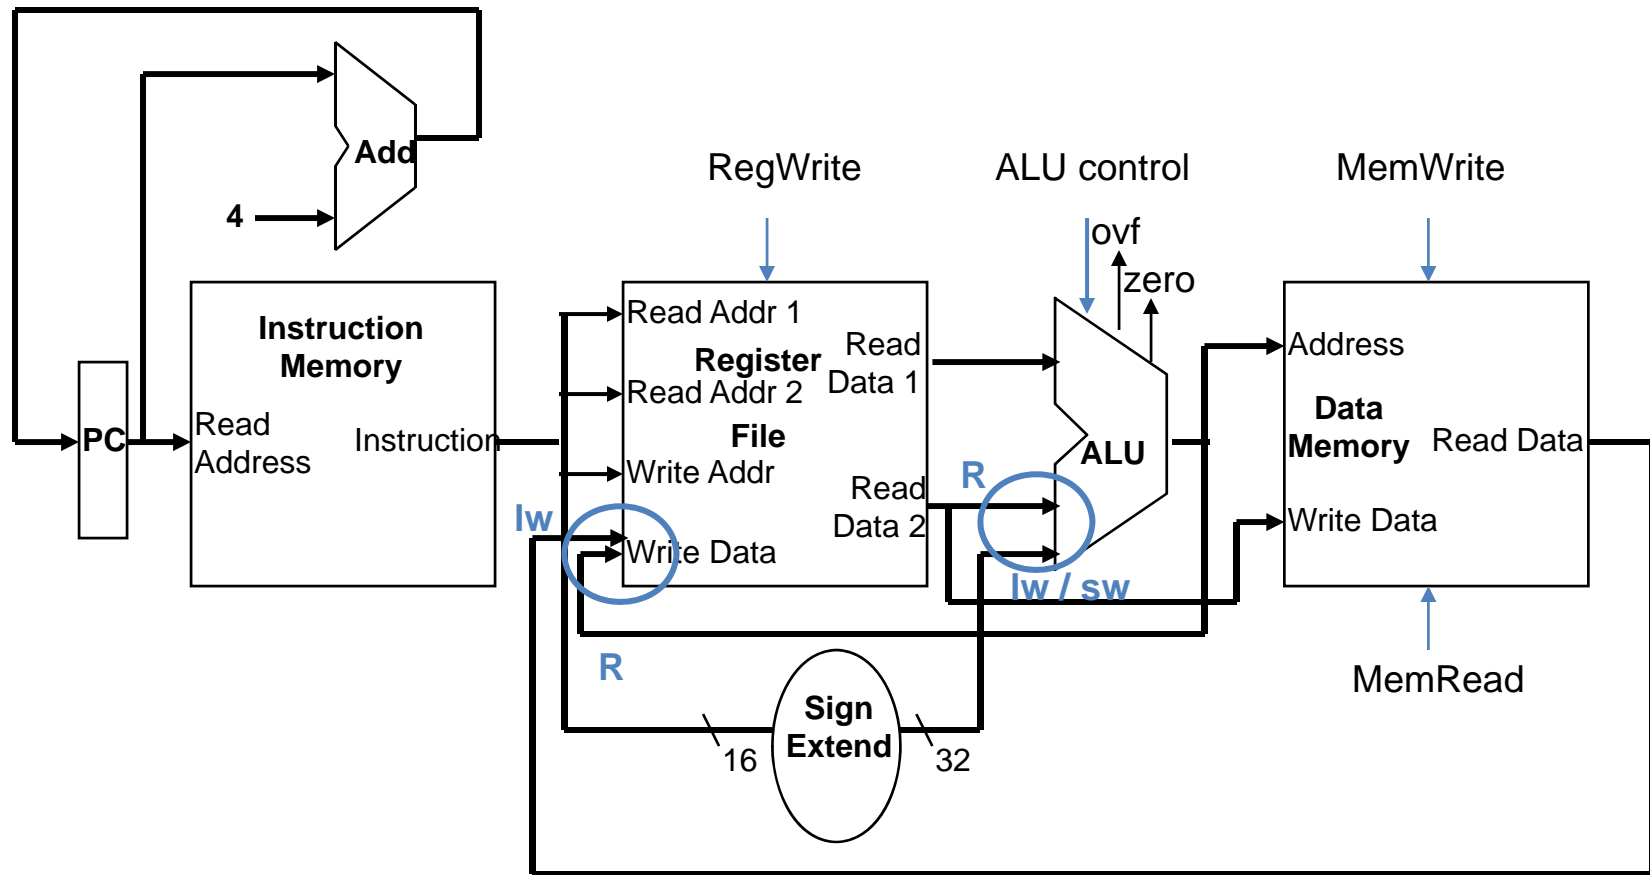 Add
4
RegWrite
ALU control
MemWrite
ovf
zero
Instruction
Memory
Read
Address
Instruction
PC
Read Addr 1
Register
Read Addr 2
File
Write Addr
Write Data
Read
Data 1
Read
Data 2
lw
R
R
lw / sw
ALU
Address
Data
Memory
Read Data
Write Data
MemRead
Sign
Extend
16
32